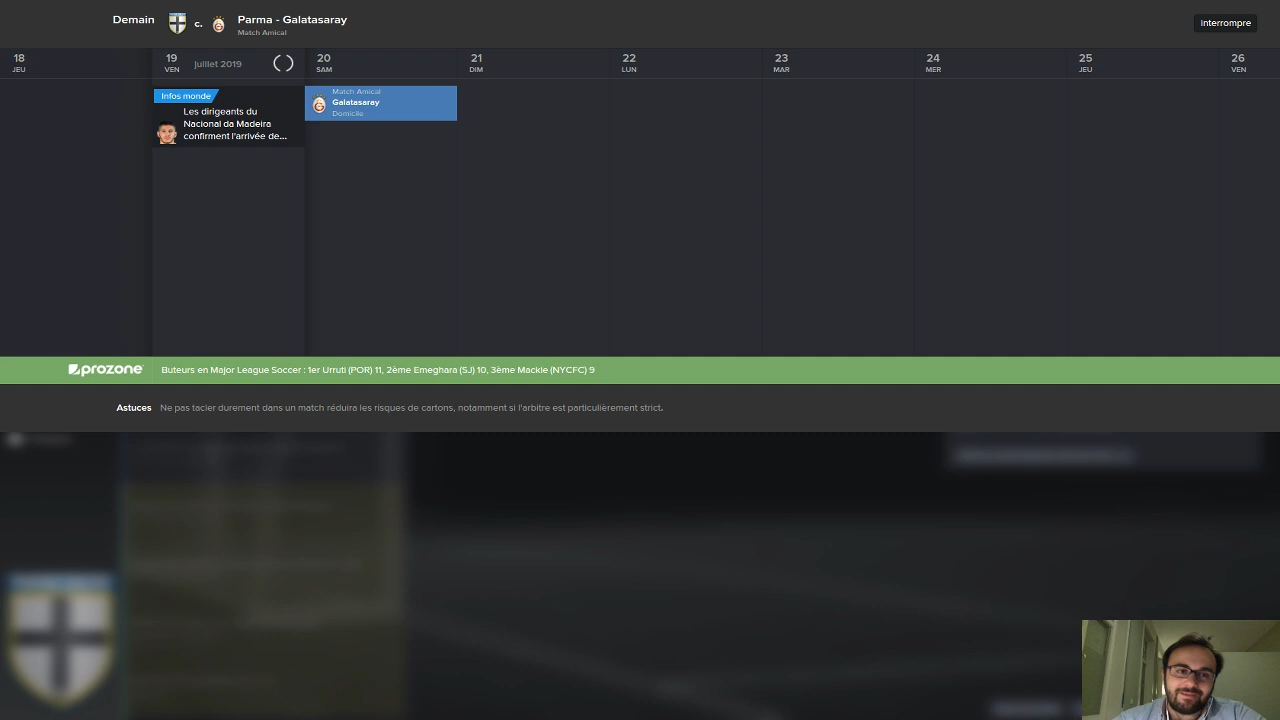 Demain
c.
Parma - Galatasaray
Match Amical
Interrompre
18
JEU
19
VEN
juillet 2019
20
SAM
21
DIM
22
LUN
23
MAR
24
MER
25
JEU
26
VEN
Infos monde
Les dirigeants du
Nacional da Madeira
confirment l'arrivée de...
Match Amical
Galatasaray
Domicile
prozone
Buteurs en Major League Soccer : 1er Urruti (POR) 11, 2ème Emeghara (SJ) 10, 3ème Mackie (NYCFC) 9
Astuces
Ne pas tacler durement dans un match réduira les risques de cartons, notamment si l'arbitre est particulièrement strict.